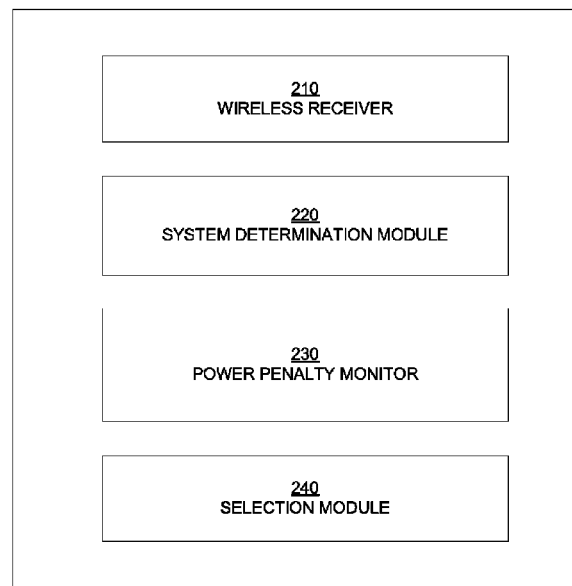 210
WIRELESS RECEIVER
220
SYSTEM DETERMINATION MODULE
230
POWER PENALTY MONITOR
240
SELECTION MODULE